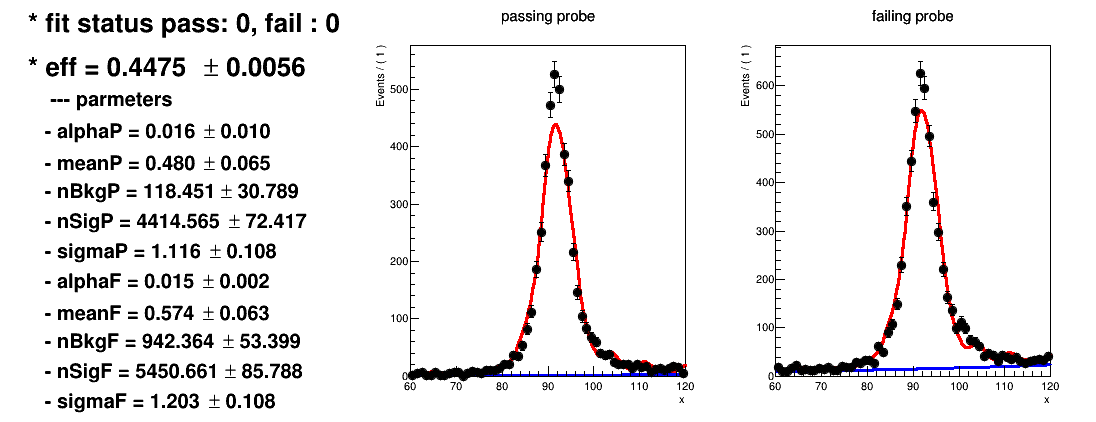 * fit status pass: 0, fail : 0
* eff = 0.4475 ± 0.0056
--- parmeters
- alphaP = 0.016 ± 0.010
- meanP = 0.480 ± 0.065
- nBkgP = 118.451 ± 30.789
- nSigP = 4414.565 ± 72.417
- sigmaP = 1.116 ± 0.108
- alphaF = 0.015 ± 0.002
- meanF = 0.574 ± 0.063
- nBkgF = 942.364 ± 53.399
- nSigF = 5450.661 ± 85.788
- sigmaF = 1.203 ± 0.108
passing probe
Events / ( 1 )
500
400
300
200
100
0
60 70 80 90 100 110 120
x
failing probe
Events / ( 1 )
600
500
400
300
200
100
0
60 70 80 90 100 110 120
x